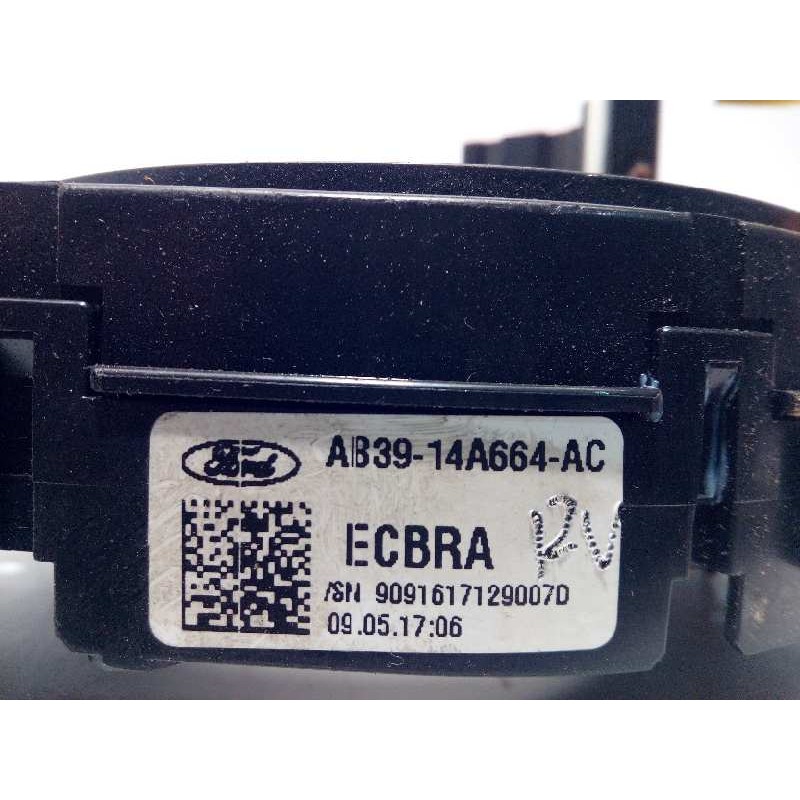 Ford
AB39-14A664-AC
ECBRA
/SN 9091617129007D
09.05.17:06